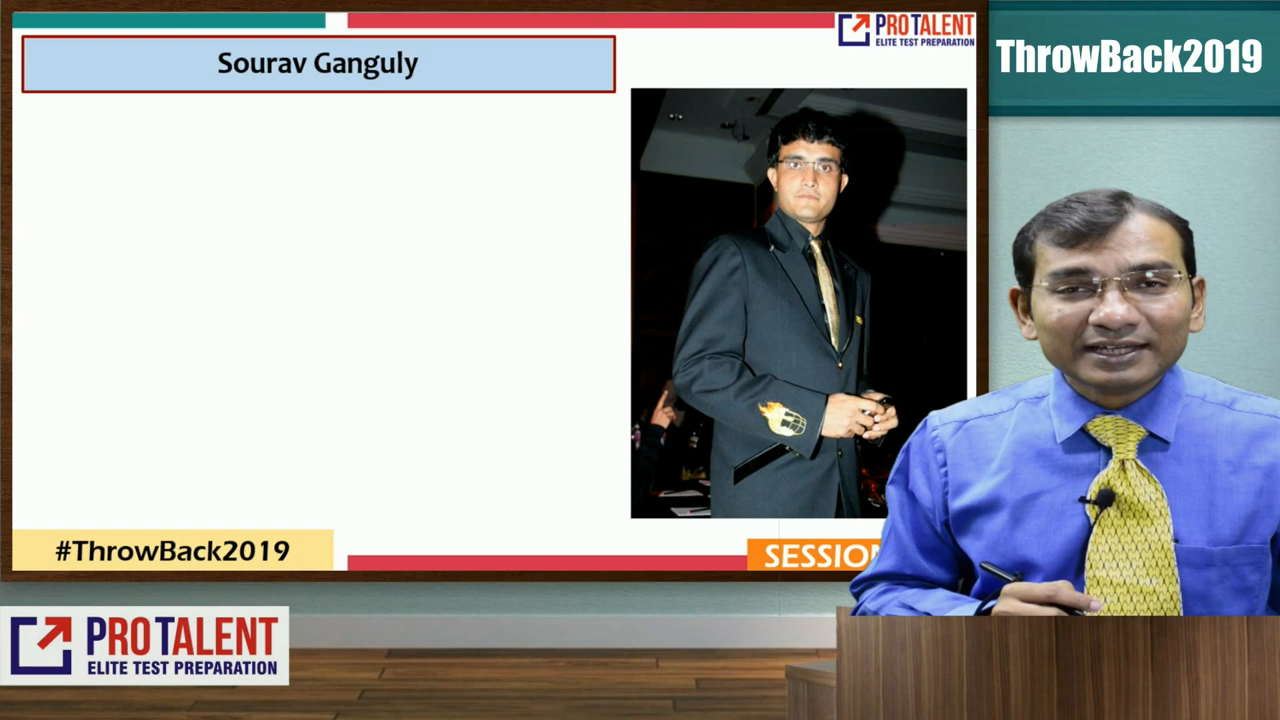 PROTALENT
ELITE TEST PREPARATION
ThrowBack2019
Sourav Ganguly
#ThrowBack2019
PROTALENT
ELITE TEST PREPARATION